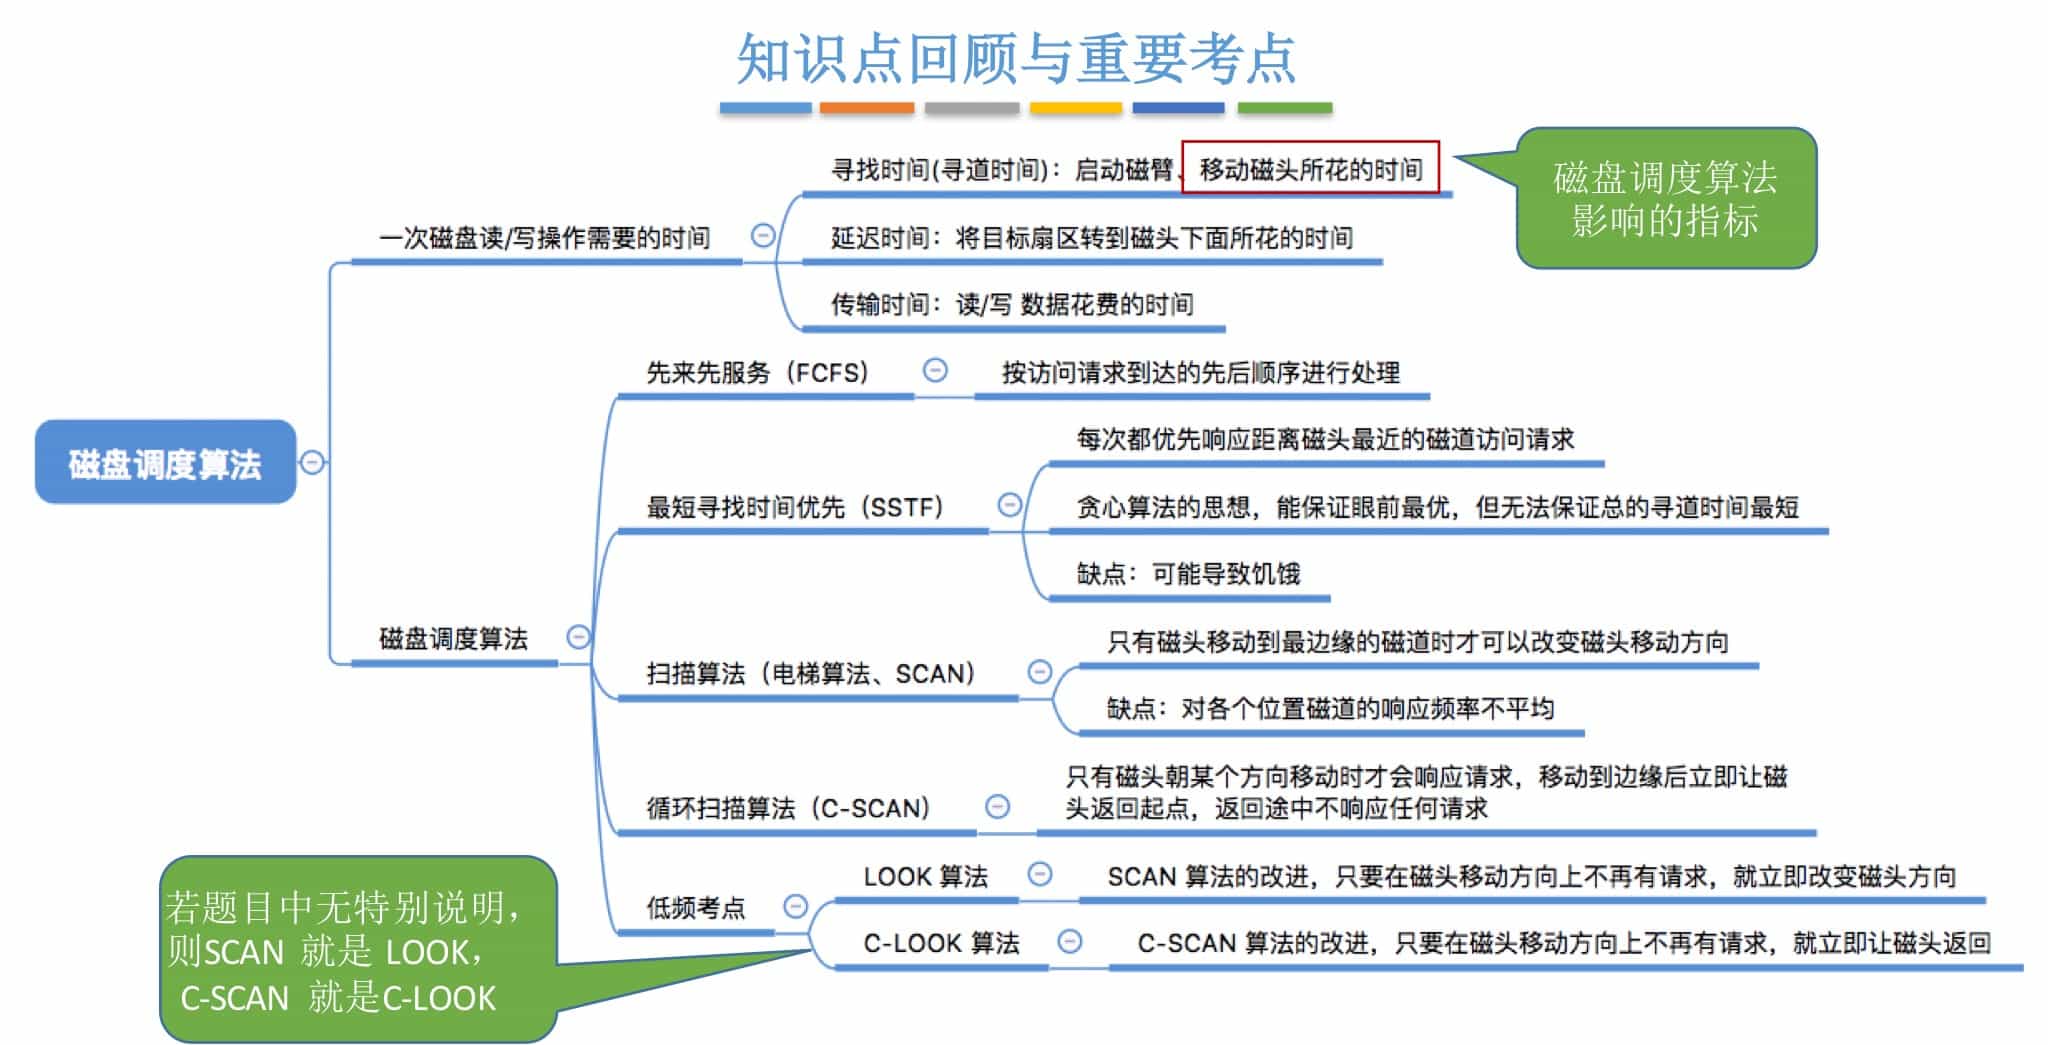 知识点回顾与重要考点
寻找时间(寻道时间)：启动磁臂、移动磁头所花的时间
磁盘调度算法
影响的指标
一次磁盘读/写操作需要的时间
延迟时间：将目标扇区转到磁头下面所花的时间
传输时间：读/写 数据花费的时间
先来先服务（FCFS）
按访问请求到达的先后顺序进行处理
每次都优先响应距离磁头最近的磁道访问请求
磁盘调度算法
最短寻找时间优先（SSTF）
贪心算法的思想，能保证眼前最优，但无法保证总的寻道时间最短
缺点：可能导致饥饿
磁盘调度算法
只有磁头移动到最边缘的磁道时才可以改变磁头移动方向
扫描算法（电梯算法、SCAN）
缺点：对各个位置磁道的响应频率不平均
只有磁头朝某个方向移动时才会响应请求，移动到边缘后立即让磁
头返回起点，返回途中不响应任何请求
循环扫描算法（C-SCAN）
LOOK 算法
SCAN 算法的改进，只要在磁头移动方向上不再有请求，就立即改变磁头方向
低频考点
C-LOOK 算法
C-SCAN 算法的改进，只要在磁头移动方向上不再有请求，就立即让磁头返回
若题目中无特别说明，
则SCAN 就是 LOOK，
C-SCAN 就是C-LOOK